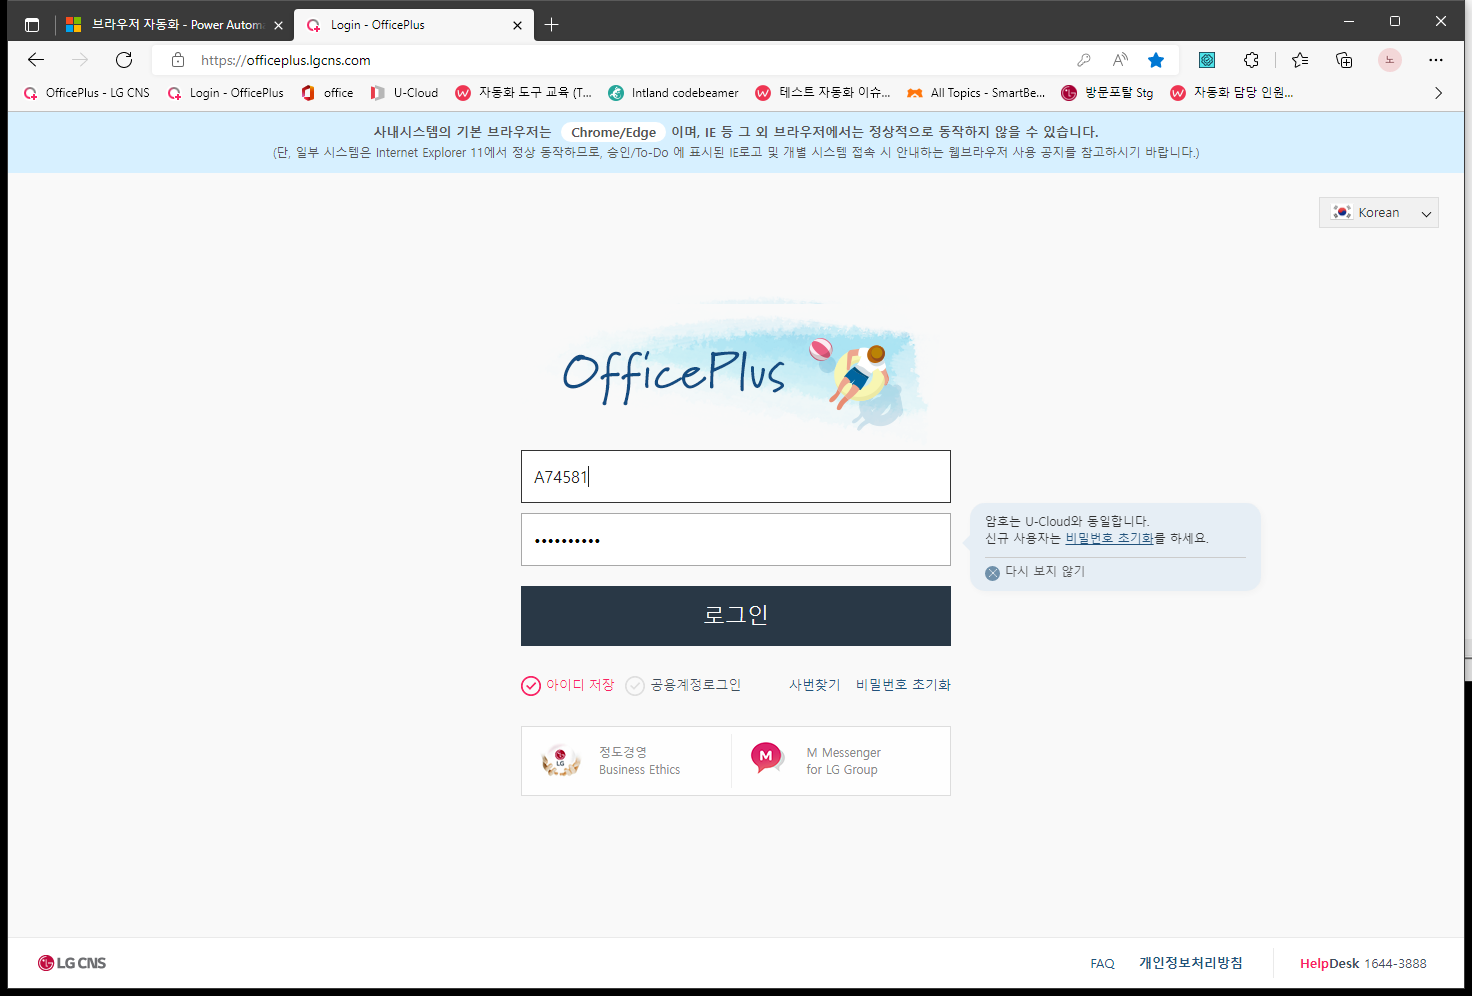 브라우저 자동화 - Power Autom
Login - OfficePlus
https://officeplus.lgcns.com
노
OfficePlus - LG CNS
Login - OfficePlus
office
U-Cloud
자동화 도구 교육 (T...
Intland codebeamer
테스트 자동화 이슈...
All Topics - SmartBe...
방문포탈 Stg
자동화 담당 인원...
사내시스템의 기본 브라우저는 Chrome/Edge 이며, IE 등 그 외 브라우저에서는 정상적으로 동작하지 않을 수 있습니다.
(단, 일부 시스템은 Internet Explorer 11에서 정상 동작하므로, 승인/To-Do 에 표시된 IE로고 및 개별 시스템 접속 시 안내하는 웹브라우저 사용 공지를 참고하시기 바랍니다.)
Korean
OfficePlus
A74581
암호는 U-Cloud와 동일합니다.
신규 사용자는 비밀번호 초기화를 하세요.
다시 보지 않기
로그인
아이디 저장
공용계정로그인
사번찾기
비밀번호 초기화
LG
정도경영
Business Ethics
M
M Messenger
for LG Group
LG CNS
FAQ
개인정보처리방침
HelpDesk 1644-3888